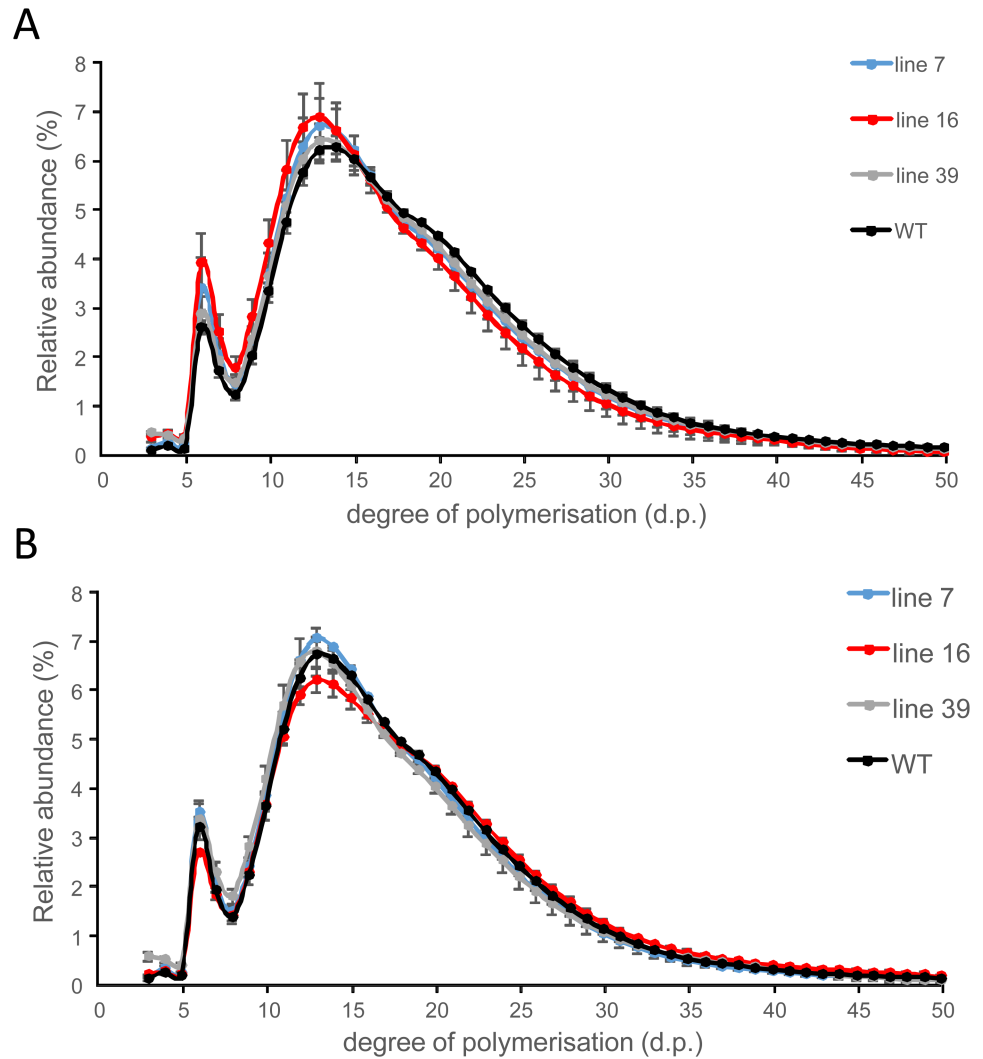 A
8
7
6
5
4
3
2
1
0
Relative abundance (%)
0 5 10 15 20 25 30 35 40 45 50
degree of polymerisation (d.p.)
line 7
line 16
line 39
WT
B
8
7
6
5
4
3
2
1
0
Relative abundance (%)
0 5 10 15 20 25 30 35 40 45 50
degree of polymerisation (d.p.)
line 7
line 16
line 39
WT